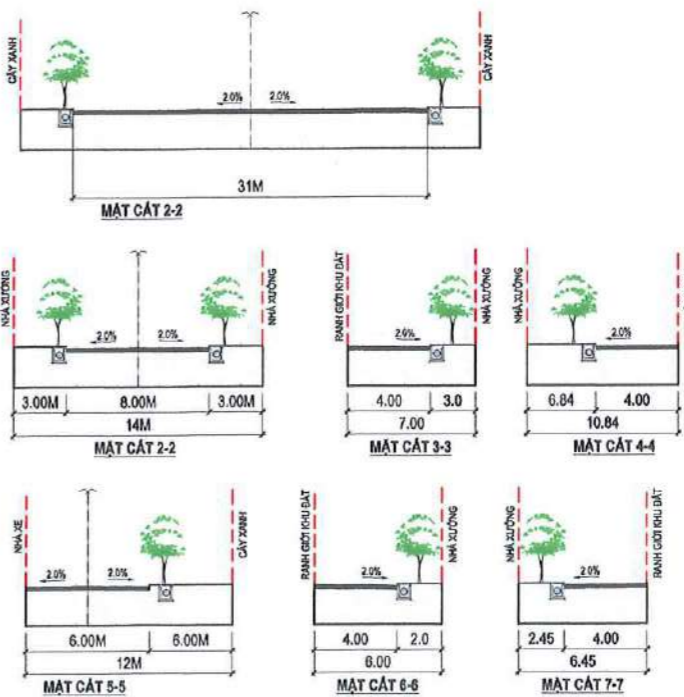 CÂY XANH
CÂY XANH
2.0% 2.0%
31M
MẶT CẮT 2-2
NHÀ XƯỞNG
NHÀ XƯỞNG
2.0% 2.0%
3.00M 8.00M 3.00M
14M
MẶT CẮT 2-2
RANH GIỚI KHU ĐẤT
NHÀ XƯỞNG
2.0%
4.00 3.0
7.00
MẶT CẮT 3-3
NHÀ XƯỞNG
2.0%
6.84 4.00
10.84
MẶT CẮT 4-4
NHÀ XE
CÂY XANH
2.0% 2.0%
6.00M 6.00M
12M
MẶT CẮT 5-5
RANH GIỚI KHU ĐẤT
NHÀ XƯỞNG
2.0%
4.00 2.0
6.00
MẶT CẮT 6-6
NHÀ XƯỞNG
RANH GIỚI KHU ĐẤT
2.0%
2.45 4.00
6.45
MẶT CẮT 7-7